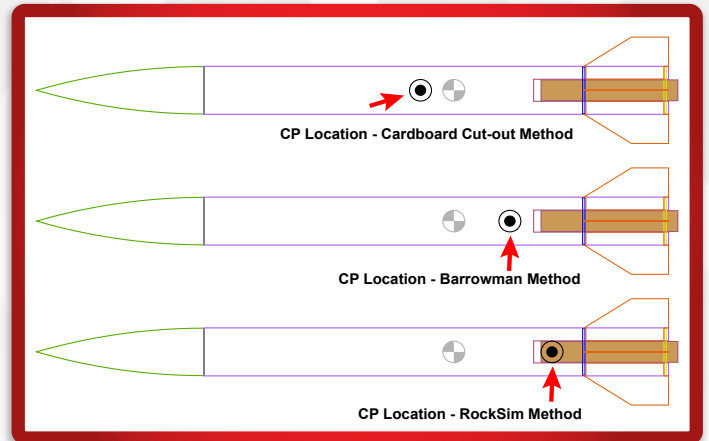 CP Location - Cardboard Cut-out Method
CP Location - Barrowman Method
CP Location - RockSim Method